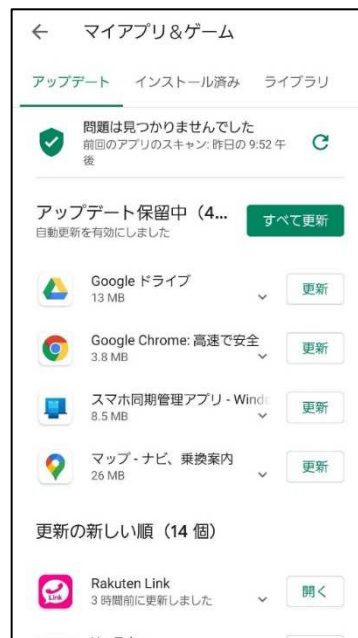 マイアプリ＆ゲーム
アップデート インストール済み ライブラリ
問題は見つかりませんでした
前回のアプリのスキャン: 昨日の 9:52 午
後
アップデート保留中（4...
すべて更新
自動更新を有効にしました
Google ドライブ
13 MB
更新
Google Chrome: 高速で安全
3.8 MB
更新
スマホ同期管理アプリ - Wind
8.5 MB
更新
マップ - ナビ、乗換案内
26 MB
更新
更新の新しい順（14 個）
Link
Rakuten Link
3 時間前に更新しました
開く